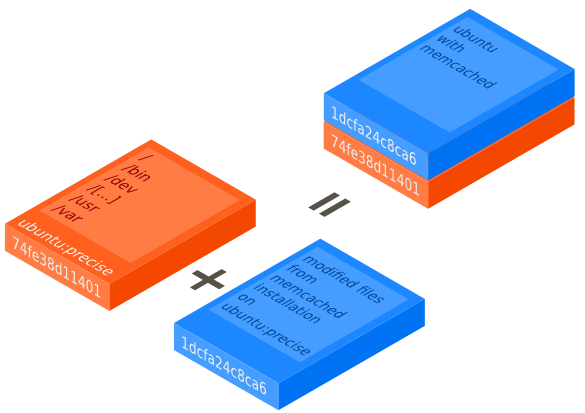 ubuntu
with
memcached
1dcfa24c8ca6
74fe38d11401
/
/bin
/dev
/[...]
/usr
/var
ubuntu:precise
74fe38d11401
+
=
modified files
from
memcached
installation
on
ubuntu:precise
1dcfa24c8ca6